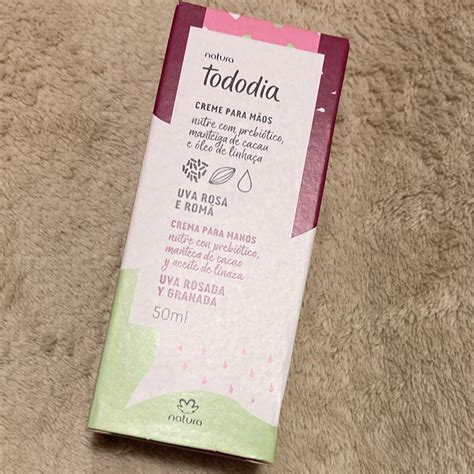 natura
tododia
CREME PARA MÃOS
nutre com prebiótico,
manteiga de cacau
e óleo de linhaça
UVA ROSA
E ROMÃ
CREMA PARA MANOS
nutre con prebiótico,
manteca de cacao
y aceite de linaza
UVA ROSADA
Y GRANADA
50ml
natura